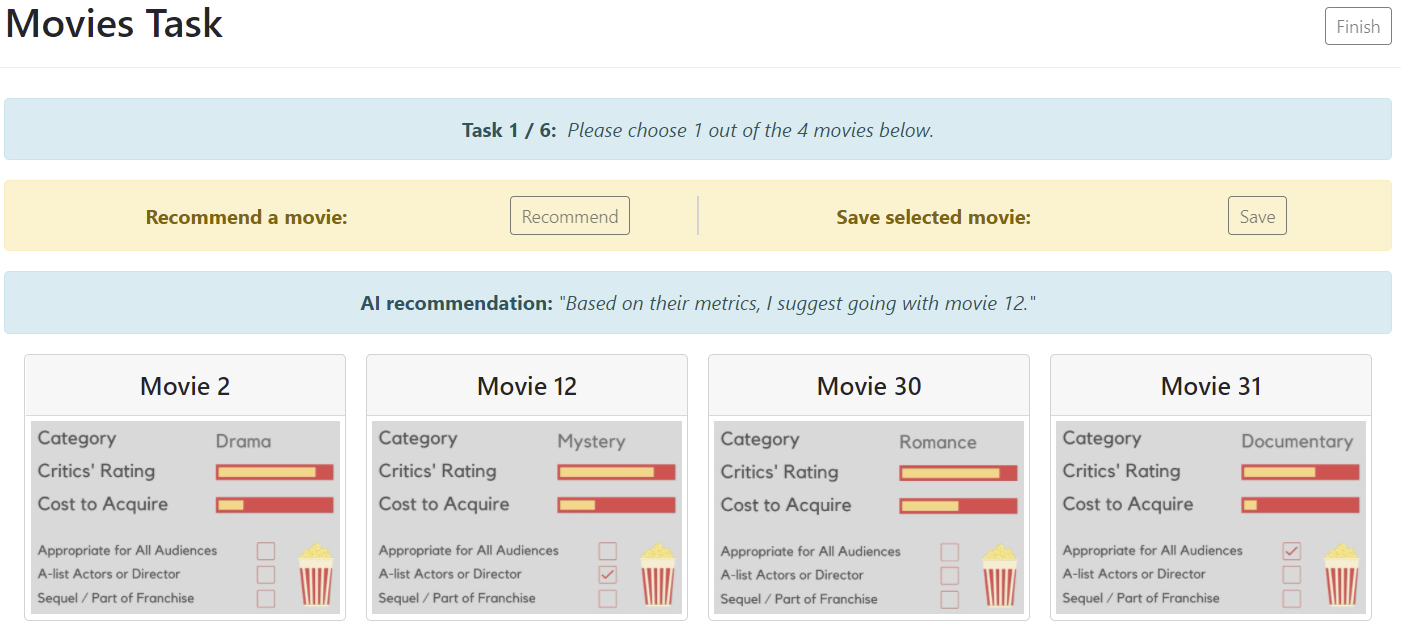 Movies Task
Finish
Task 1 / 6: Please choose 1 out of the 4 movies below.
Recommend a movie:
Recommend
Save selected movie:
Save
AI recommendation: "Based on their metrics, I suggest going with movie 12."
Movie 2
Category Drama
Critics' Rating
Cost to Acquire
Appropriate for All Audiences
A-list Actors or Director
Sequel / Part of Franchise
Movie 12
Category Mystery
Critics' Rating
Cost to Acquire
Appropriate for All Audiences
A-list Actors or Director
Sequel / Part of Franchise
Movie 30
Category Romance
Critics' Rating
Cost to Acquire
Appropriate for All Audiences
A-list Actors or Director
Sequel / Part of Franchise
Movie 31
Category Documentary
Critics' Rating
Cost to Acquire
Appropriate for All Audiences
A-list Actors or Director
Sequel / Part of Franchise